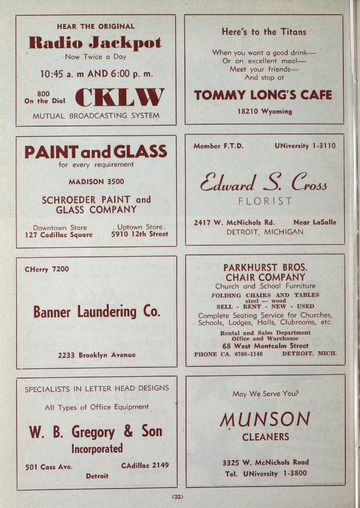 HEAR THE ORIGINAL
Radio Jackpot
Now Twice a Day
10:45 a. m AND 6:00 p. m.
800
On the Dial
CKLW
MUTUAL BROADCASTING SYSTEM
Here's to the Titans
When you want a good drink—
Or an excellent meal—
Meet your friends—
And stop at
TOMMY LONG'S CAFE
18210 Wyoming
PAINT and GLASS
for every requirement
MADISON 3500
SCHROEDER PAINT and
GLASS COMPANY
Downtown Store Uptown Store
127 Cadillac Square 5910 12th Street
Member F.T.D. UNiversity 1-3110
Edward S. Cross
FLORIST
2417 W. McNichols Rd. Near LaSalle
DETROIT, MICHIGAN
CHerry 7200
Banner Laundering Co.
2233 Brooklyn Avenue
PARKHURST BROS.
CHAIR COMPANY
Church and School Furniture
FOLDING CHAIRS AND TABLES
steel — wood
SELL - RENT - NEW - USED
Complete Seating Service for Churches,
Schools, Lodges, Halls, Clubrooms, etc.
Rental and Sales Department
Office and Warehouse
68 West Montcalm Street
PHONE CA. 0766-1146 DETROIT, MICH.
SPECIALISTS IN LETTER HEAD DESIGNS
All Types of Office Equipment
W. B. Gregory & Son
Incorporated
501 Cass Ave. CAdillac 2149
Detroit
May We Serve You?
MUNSON
CLEANERS
3325 W. McNichols Road
Tel. UNiversity 1-3800
(32)